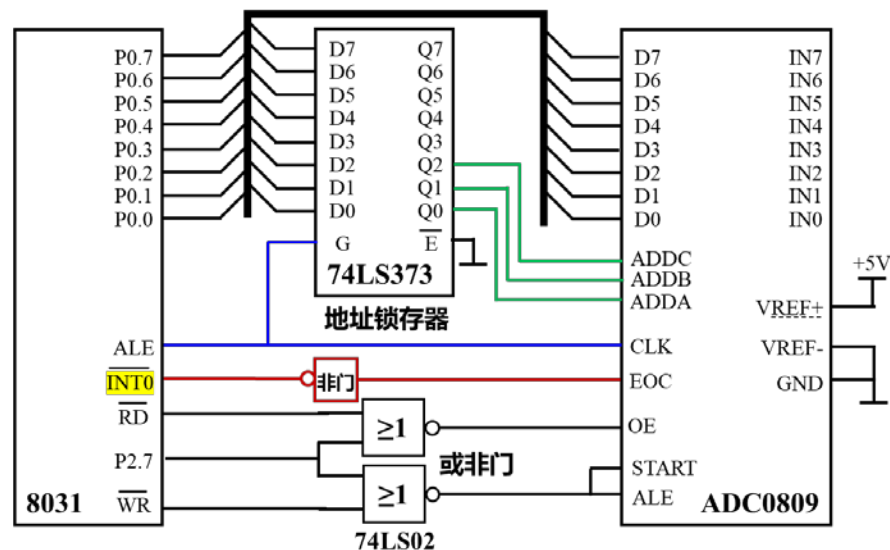 P0.7
P0.6
P0.5
P0.4
P0.3
P0.2
P0.1
P0.0
ALE
INT0
RD
P2.7
WR
8031
D7 Q7
D6 Q6
D5 Q5
D4 Q4
D3 Q3
D2 Q2
D1 Q1
D0 Q0
G E
74LS373
地址锁存器
非门
≥1
或非门
≥1
74LS02
D7 IN7
D6 IN6
D5 IN5
D4 IN4
D3 IN3
D2 IN2
D1 IN1
D0 IN0
ADDC
ADDB
ADDA
+5V
VREF+
CLK VREF-
EOC GND
OE
START
ALE
ADC0809